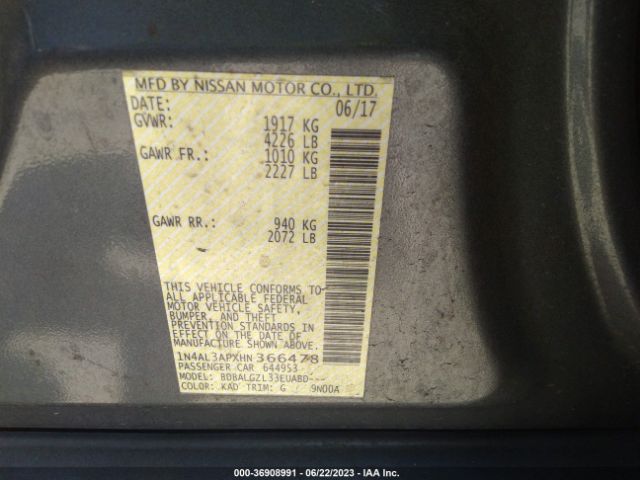 MFD BY NISSAN MOTOR CO., LTD.
DATE: 06/17
GVWR: 1917 KG
4226 LB
GAWR FR.: 1010 KG
2227 LB
GAWR RR.: 940 KG
2072 LB
THIS VEHICLE CONFORMS TO
ALL APPLICABLE FEDERAL
MOTOR VEHICLE SAFETY,
BUMPER, AND THEFT
PREVENTION STANDARDS IN
EFFECT ON THE DATE OF
MANUFACTURE SHOWN ABOVE.
1N4AL3APXHN366478
PASSENGER CAR 644953
MODEL: BDBALGZL33EUABD---
COLOR: KAD TRIM: G 9N00A
000-36908991 - 06/22/2023 - IAA Inc.